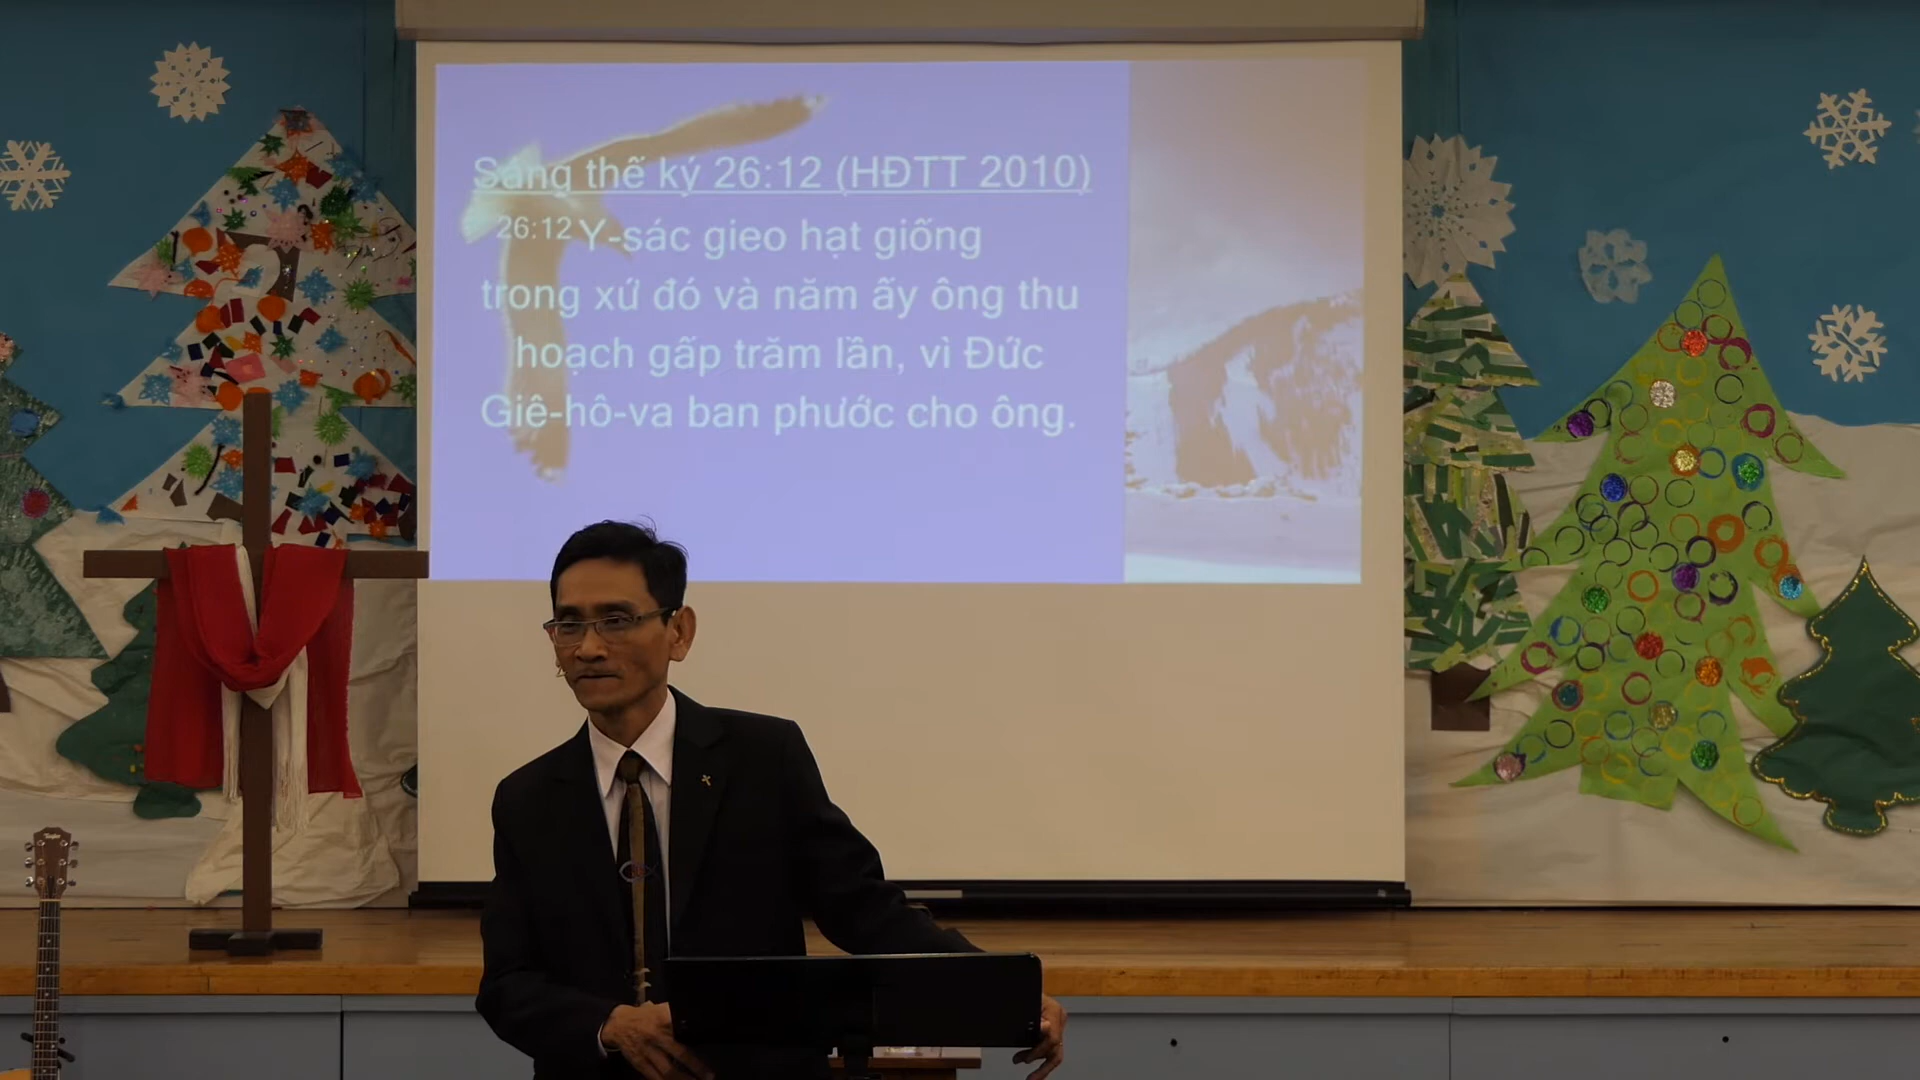 Sáng thế ký 26:12 (HĐTT 2010)
26:12 Y-sác gieo hạt giống
trong xứ đó và năm ấy ông thu
hoạch gấp trăm lần, vì Đức
Giê-hô-va ban phước cho ông.
Taylor